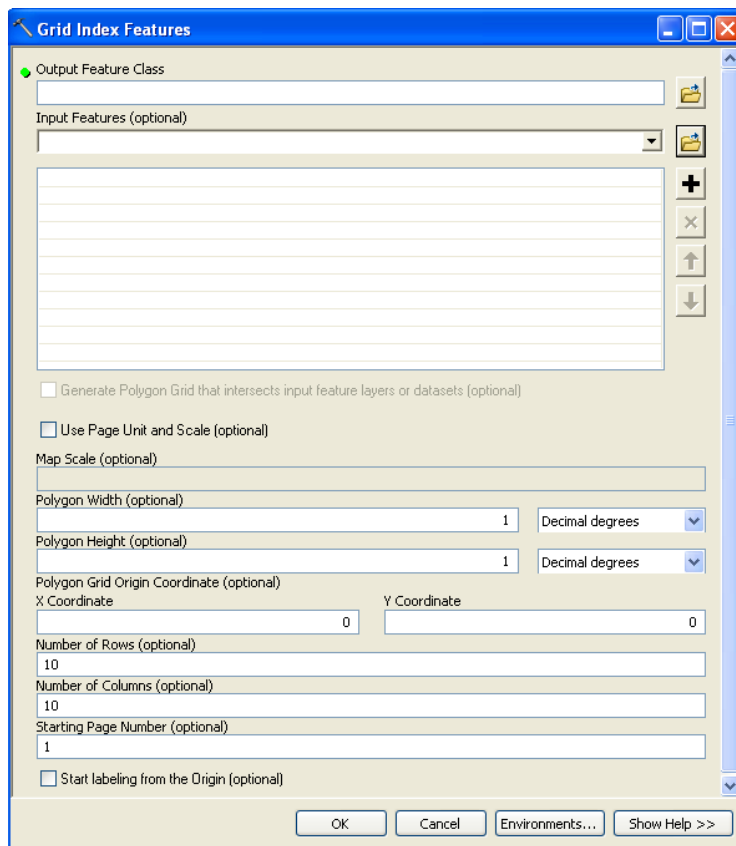 Grid Index Features
Output Feature Class
Input Features (optional)
Generate Polygon Grid that intersects input feature layers or datasets (optional)
Use Page Unit and Scale (optional)
Map Scale (optional)
Polygon Width (optional)
1 Decimal degrees
Polygon Height (optional)
1 Decimal degrees
Polygon Grid Origin Coordinate (optional)
X Coordinate Y Coordinate
0 0
Number of Rows (optional)
10
Number of Columns (optional)
10
Starting Page Number (optional)
1
Start labeling from the Origin (optional)
OK Cancel Environments... Show Help >>